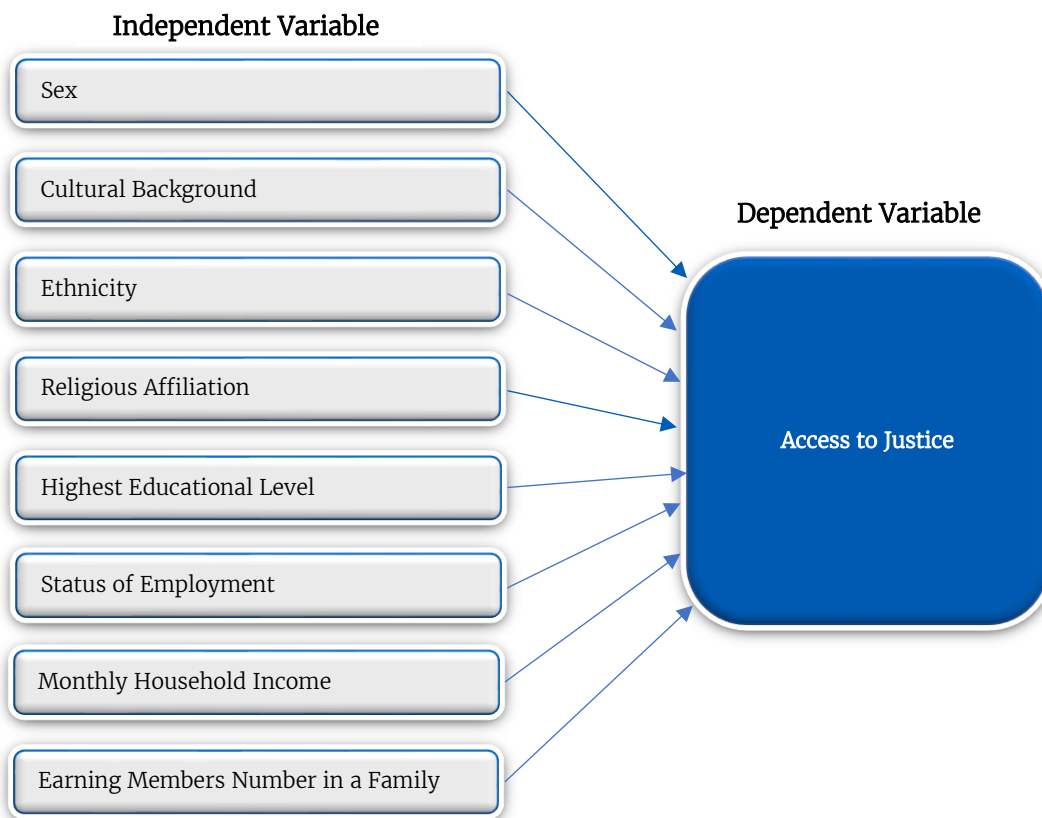 Independent Variable
Sex
Cultural Background
Ethnicity
Religious Affiliation
Highest Educational Level
Status of Employment
Monthly Household Income
Earning Members Number in a Family
Dependent Variable
Access to Justice